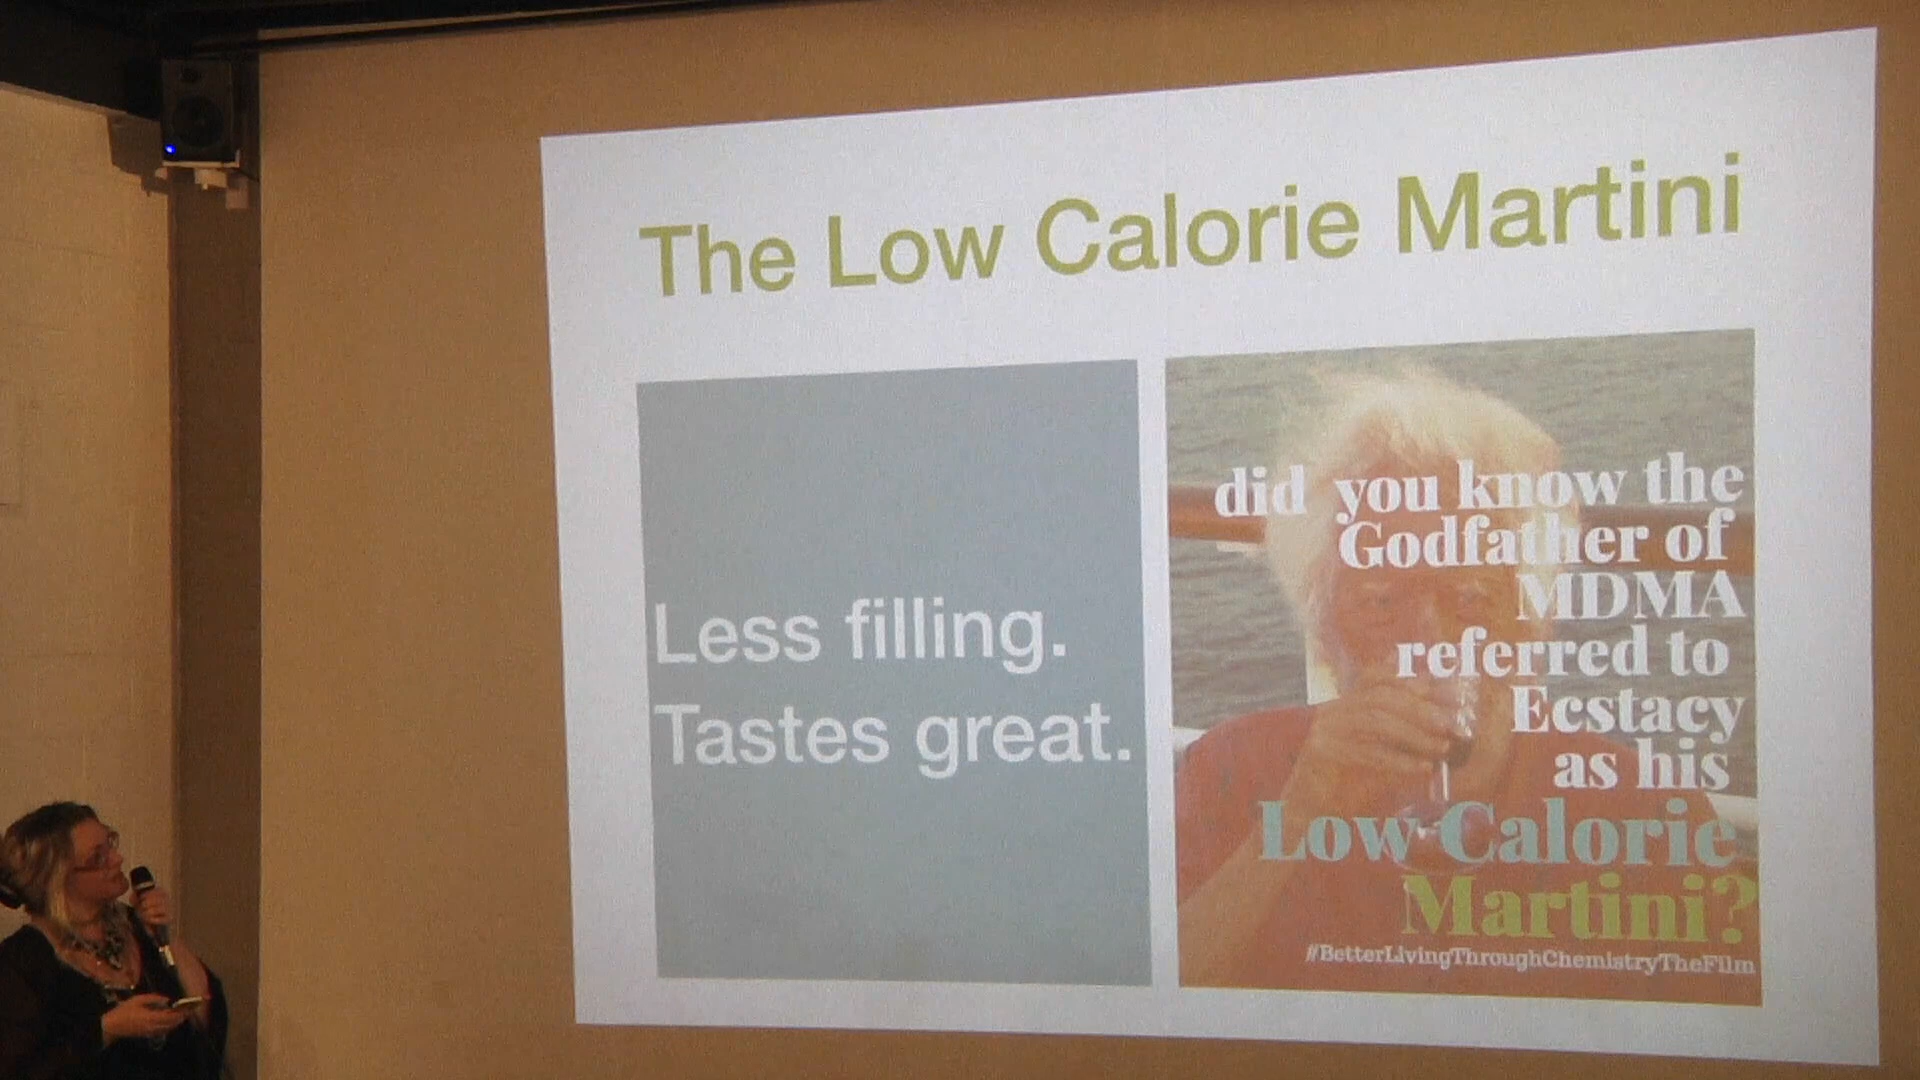 The Low Calorie Martini
Less filling.
Tastes great.
did you know the
Godfather of
MDMA
referred to
Ecstacy
as his
Low Calorie
Martini?
#BetterLivingThroughChemistryTheFilm